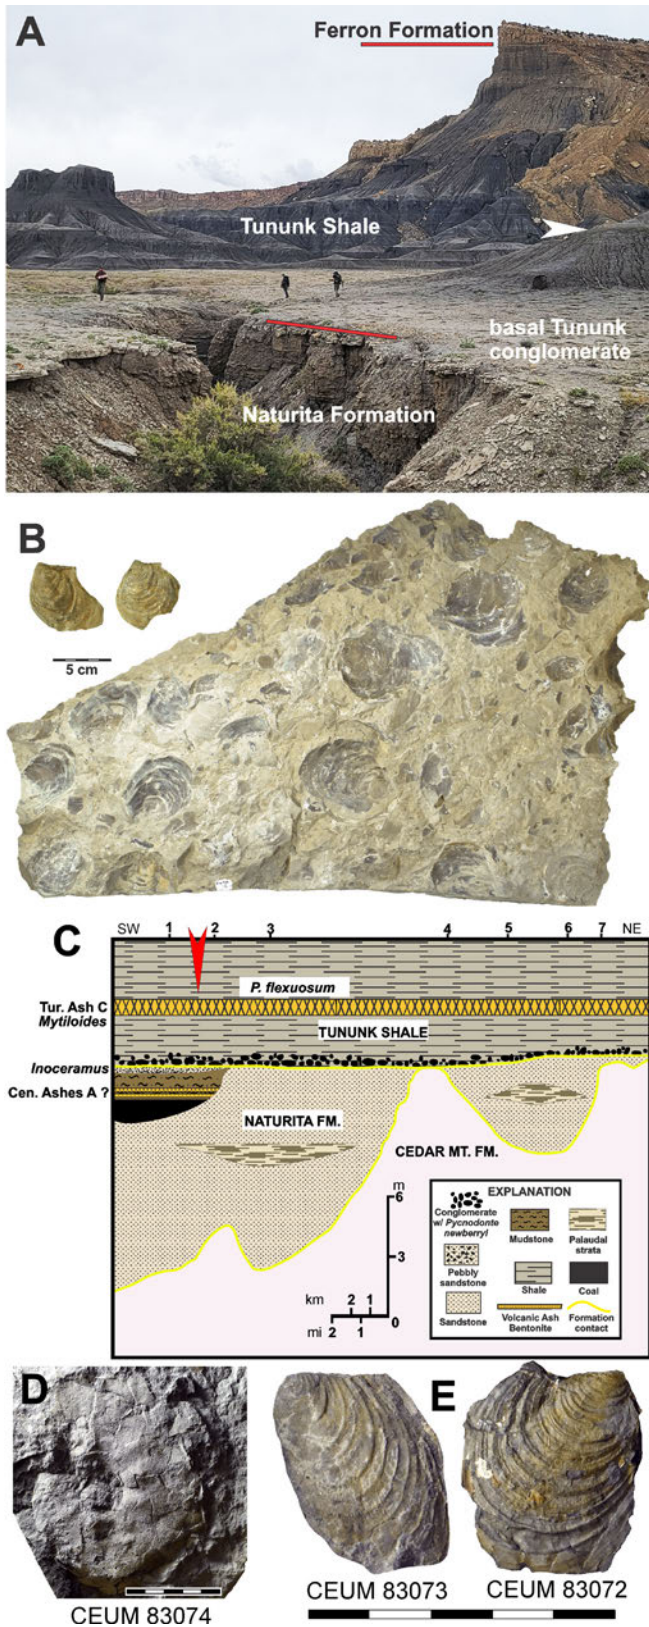 A
Ferron Formation
Tununk Shale
basal Tununk
conglomerate
Naturita Formation
B
5 cm
C
SW 1 2 3 4 5 6 7 NE
P. flexuosum
Tur. Ash C
Mytiloides
TUNUNK SHALE
Inoceramus
Cen. Ashes A ?
NATURITA FM.
CEDAR MT. FM.
m
6
3
0
km 2 1
mi 2 1
EXPLANATION
Conglomerate
w/ Pycnodonte
newberryi
Mudstone
Palaudal
strata
Pebbly
sandstone
Shale
Coal
Sandstone
Volcanic Ash
Bentonite
Formation
contact
D
E
CEUM 83074
CEUM 83073
CEUM 83072